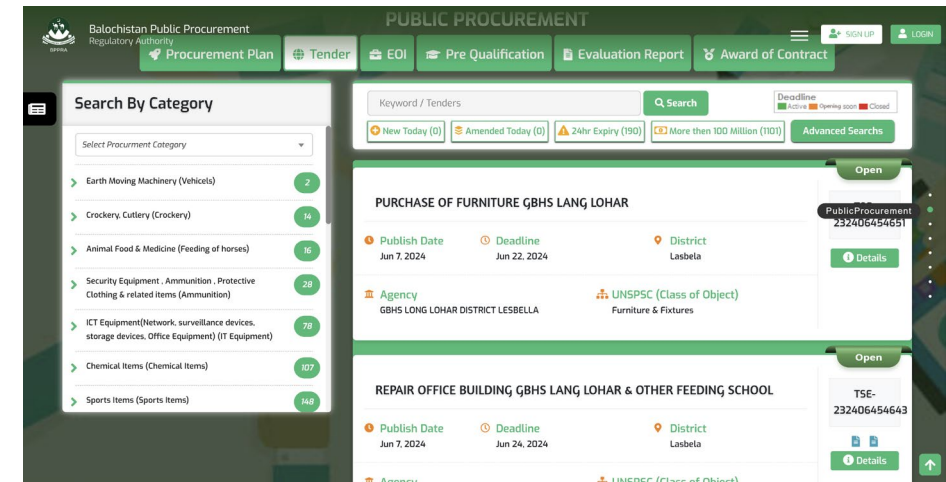 PUBLIC PROCUREMENT
Balochistan Public Procurement
Regulatory Authority
BPPRA
SIGN UP
LOGIN
Procurement Plan
Tender
EOI
Pre Qualification
Evaluation Report
Award of Contract
Search By Category
Select Procurment Category
Earth Moving Machinery (Vehicels)
2
Crockery, Cutlery (Crockery)
14
Animal Food & Medicine (Feeding of horses)
16
Security Equipment , Ammunition , Protective
Clothing & related items (Ammunition)
28
ICT Equipment(Network, surveillance devices,
storage devices, Office Equipment) (IT Equipment)
78
Chemical Items (Chemical Items)
107
Sports Items (Sports Items)
148
Keyword / Tenders
Search
Deadline
Active Opening soon Closed
New Today (0)
Amended Today (0)
24hr Expiry (190)
More then 100 Million (1101)
Advanced Searchs
Open
PURCHASE OF FURNITURE GBHS LANG LOHAR
PublicProcurement
232406454651
Publish Date
Jun 7, 2024
Deadline
Jun 22, 2024
District
Lasbela
Details
Agency
GBHS LONG LOHAR DISTRICT LESBELLA
UNSPSC (Class of Object)
Furniture & Fixtures
Open
REPAIR OFFICE BUILDING GBHS LANG LOHAR & OTHER FEEDING SCHOOL
TSE-
232406454643
Publish Date
Jun 7, 2024
Deadline
Jun 24, 2024
District
Lasbela
Details
Agency
UNSPSC (Class of Object)